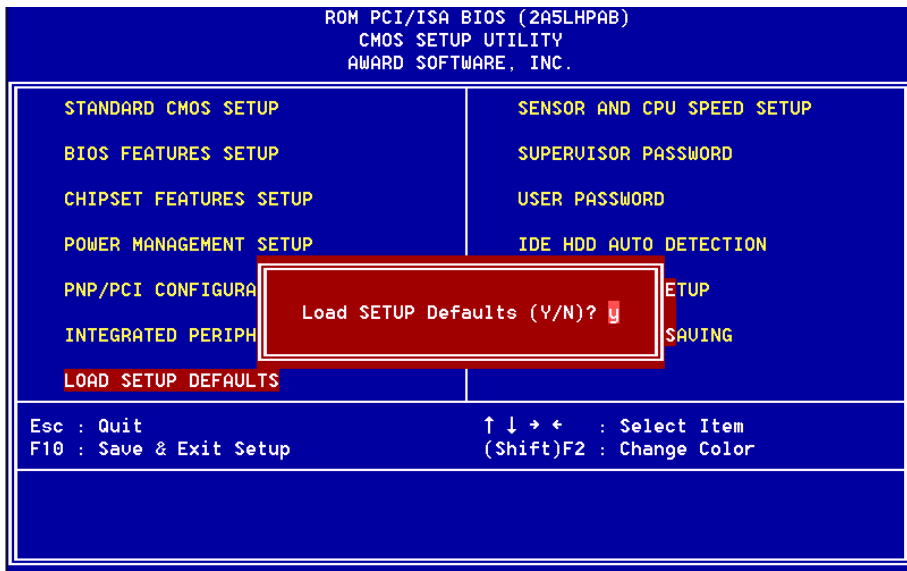 ROM PCI/ISA BIOS (2A5LHPAB)
CMOS SETUP UTILITY
AWARD SOFTWARE, INC.
STANDARD CMOS SETUP
BIOS FEATURES SETUP
CHIPSET FEATURES SETUP
POWER MANAGEMENT SETUP
PNP/PCI CONFIGURA
INTEGRATED PERIPH
LOAD SETUP DEFAULTS
SENSOR AND CPU SPEED SETUP
SUPERVISOR PASSWORD
USER PASSWORD
IDE HDD AUTO DETECTION
ETUP
SAVING
Load SETUP Defaults (Y/N)? y
Esc : Quit
F10 : Save & Exit Setup
↑ ↓ → ← : Select Item
(Shift)F2 : Change Color